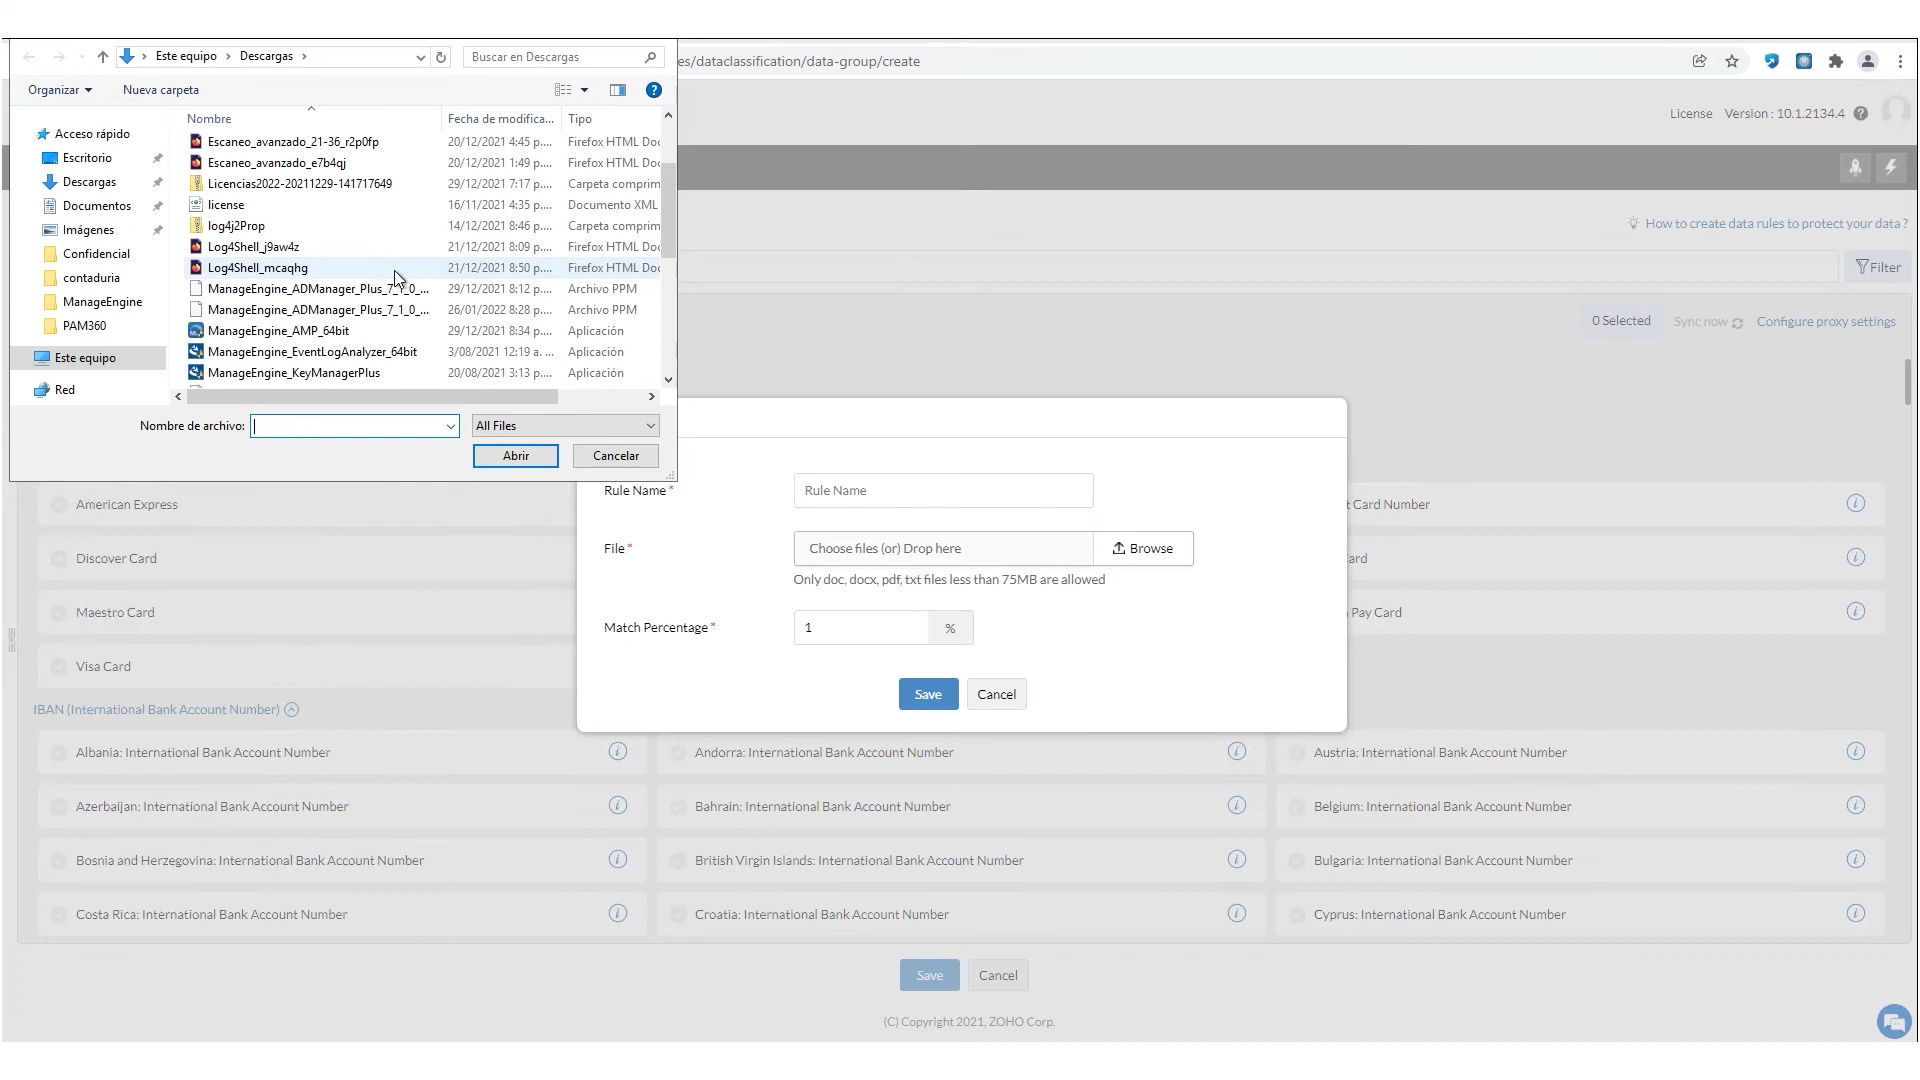 Este equipo
Descargas
Buscar en Descargas
es/dataclassification/data-group/create
Organizar
Nueva carpeta
License Version : 10.1.2134.4
Nombre Fecha de modifica... Tipo
Acceso rápido
Escritorio
Descargas
Documentos
Imágenes
Confidencial
contaduria
ManageEngine
PAM360
Este equipo
Red
Escaneo_avanzado_21-36_r2p0fp 20/12/2021 4:45 p.... Firefox HTML Doc
Escaneo_avanzado_e7b4qj 20/12/2021 1:49 p.... Firefox HTML Doc
Licencias2022-20211229-141717649 29/12/2021 7:17 p.... Carpeta comprim
license 16/11/2021 4:35 p.... Documento XML
log4j2Prop 14/12/2021 8:46 p.... Carpeta comprim
Log4Shell_j9aw4z 21/12/2021 8:09 p.... Firefox HTML Doc
Log4Shell_mcaqhg 21/12/2021 8:50 p.... Firefox HTML Doc
ManageEngine_ADManager_Plus_7_1_0_... 29/12/2021 8:12 p.... Archivo PPM
ManageEngine_ADManager_Plus_7_1_0_... 26/01/2022 8:28 p.... Archivo PPM
ManageEngine_AMP_64bit 29/12/2021 8:34 p.... Aplicación
ManageEngine_EventLogAnalyzer_64bit 3/08/2021 12:19 a. ... Aplicación
ManageEngine_KeyManagerPlus 20/08/2021 3:13 p.... Aplicación
Nombre de archivo: All Files
Abrir Cancelar
How to create data rules to protect your data ?
Filter
0 Selected Sync now Configure proxy settings
Rule Name* Rule Name
File* Choose files (or) Drop here Browse
Only doc, docx, pdf, txt files less than 75MB are allowed
Match Percentage* 1 %
Save Cancel
American Express
t Card Number
Discover Card
ard
Maestro Card
Pay Card
Visa Card
IBAN (International Bank Account Number)
Albania: International Bank Account Number
Andorra: International Bank Account Number
Austria: International Bank Account Number
Azerbaijan: International Bank Account Number
Bahrain: International Bank Account Number
Belgium: International Bank Account Number
Bosnia and Herzegovina: International Bank Account Number
British Virgin Islands: International Bank Account Number
Bulgaria: International Bank Account Number
Costa Rica: International Bank Account Number
Croatia: International Bank Account Number
Cyprus: International Bank Account Number
Save Cancel
(C) Copyright 2021, ZOHO Corp.